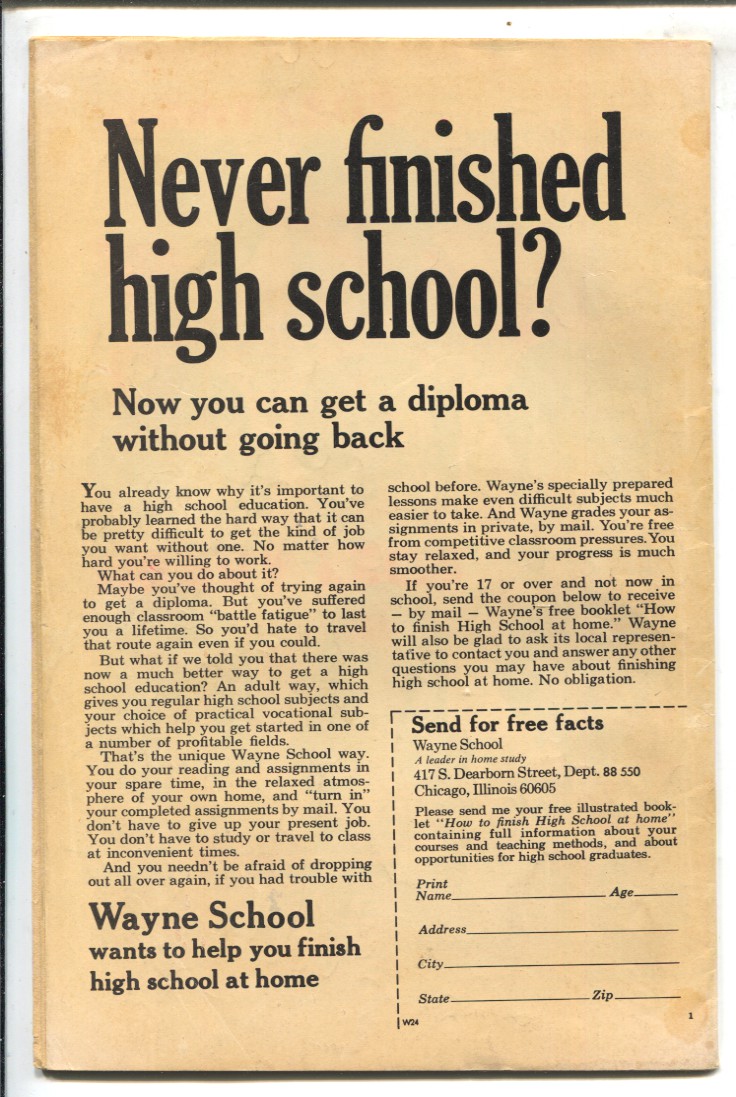 Never finished
high school?
Now you can get a diploma
without going back
You already know why it's important to
have a high school education. You've
probably learned the hard way that it can
be pretty difficult to get the kind of job
you want without one. No matter how
hard you're willing to work.
What can you do about it?
Maybe you've thought of trying again
to get a diploma. But you've suffered
enough classroom "battle fatigue" to last
you a lifetime. So you'd hate to travel
that route again even if you could.
But what if we told you that there was
now a much better way to get a high
school education? An adult way, which
gives you regular high school subjects and
your choice of practical vocational sub-
jects which help you get started in one of
a number of profitable fields.
That's the unique Wayne School way.
You do your reading and assignments in
your spare time, in the relaxed atmos-
phere of your own home, and "turn in"
your completed assignments by mail. You
don't have to give up your present job.
You don't have to study or travel to class
at inconvenient times.
And you needn't be afraid of dropping
out all over again, if you had trouble with
school before. Wayne's specially prepared
lessons make even difficult subjects much
easier to take. And Wayne grades your as-
signments in private, by mail. You're free
from competitive classroom pressures. You
stay relaxed, and your progress is much
smoother.
If you're 17 or over and not now in
school, send the coupon below to receive
— by mail — Wayne's free booklet "How
to finish High School at home." Wayne
will also be glad to ask its local represen-
tative to contact you and answer any other
questions you may have about finishing
high school at home. No obligation.
Wayne School
wants to help you finish
high school at home
Send for free facts
Wayne School
A leader in home study
417 S. Dearborn Street, Dept. 88 550
Chicago, Illinois 60605
Please send me your free illustrated book-
let "How to finish High School at home"
containing full information about your
courses and teaching methods, and about
opportunities for high school graduates.
Print
Name Age
Address
City
State Zip
W24
1